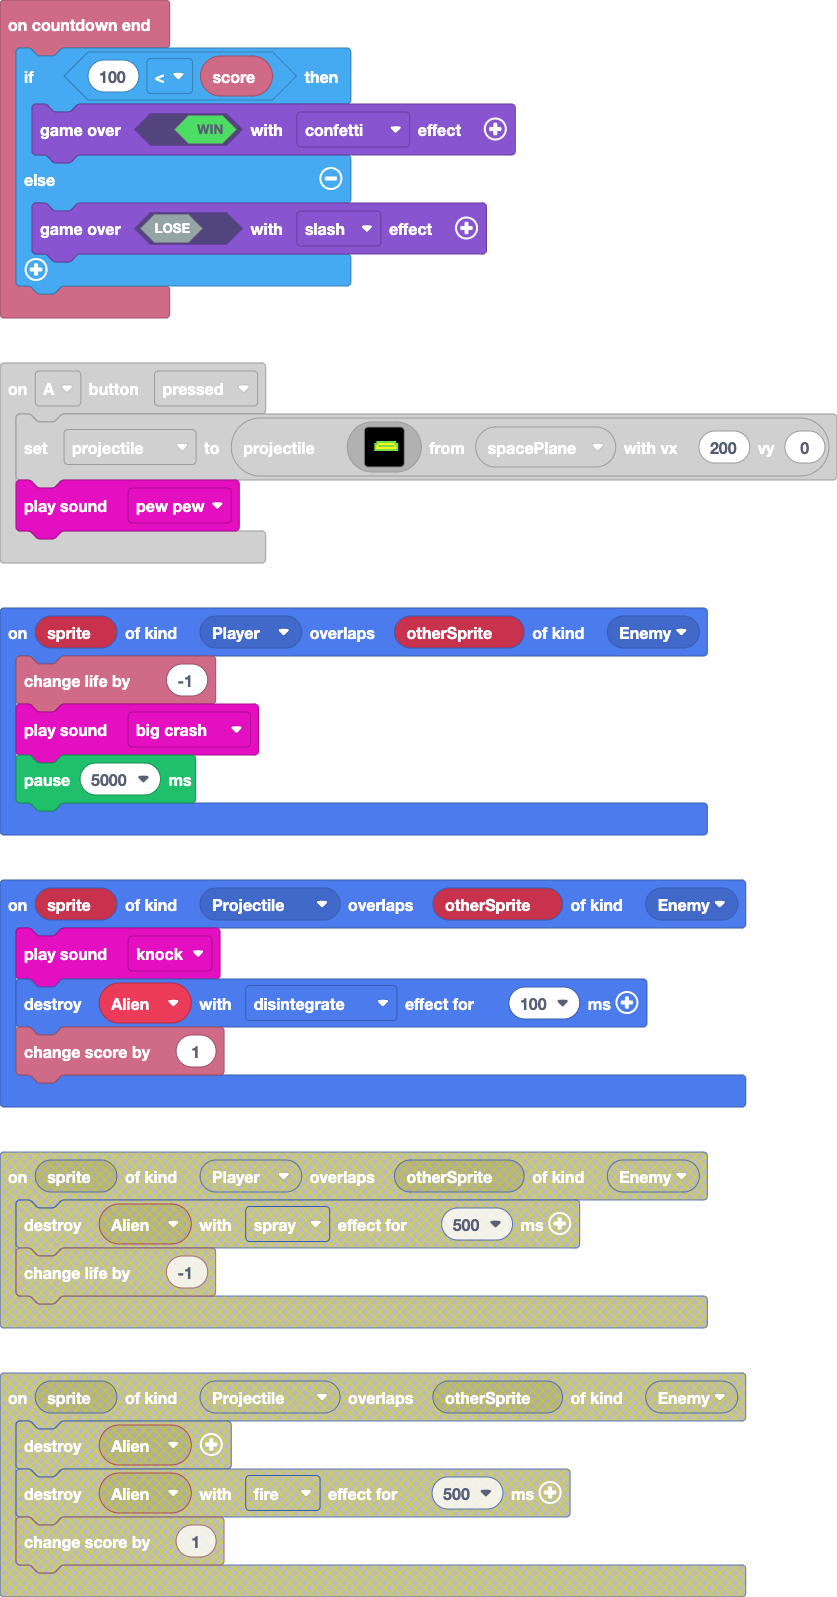 on countdown end
if 100 < score then
game over WIN with confetti effect
else
game over LOSE with slash effect
on A button pressed
set projectile to projectile from spacePlane with vx 200 vy 0
play sound pew pew
on sprite of kind Player overlaps otherSprite of kind Enemy
change life by -1
play sound big crash
pause 5000 ms
on sprite of kind Projectile overlaps otherSprite of kind Enemy
play sound knock
destroy Alien with disintegrate effect for 100 ms
change score by 1
on sprite of kind Player overlaps otherSprite of kind Enemy
destroy Alien with spray effect for 500 ms
change life by -1
on sprite of kind Projectile overlaps otherSprite of kind Enemy
destroy Alien
destroy Alien with fire effect for 500 ms
change score by 1